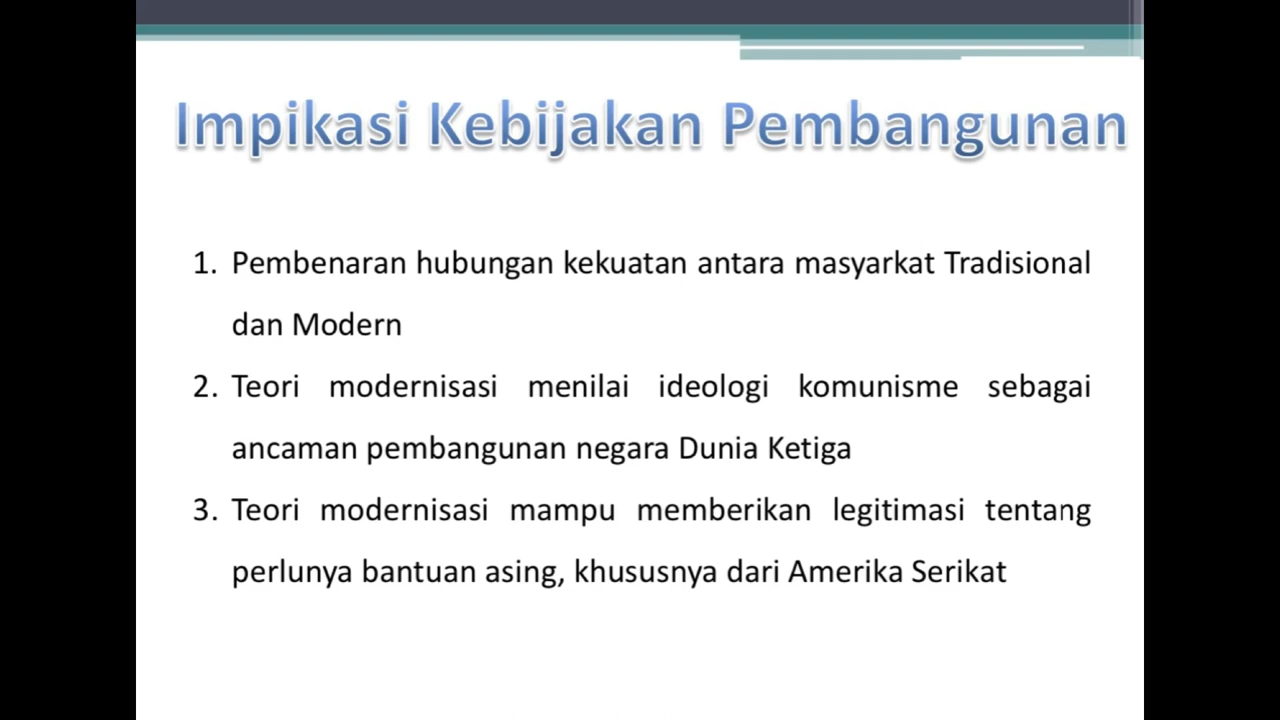 Impikasi Kebijakan Pembangunan
1. Pembenaran hubungan kekuatan antara masyarkat Tradisional
dan Modern
2. Teori modernisasi menilai ideologi komunisme sebagai
ancaman pembangunan negara Dunia Ketiga
3. Teori modernisasi mampu memberikan legitimasi tentang
perlunya bantuan asing, khususnya dari Amerika Serikat